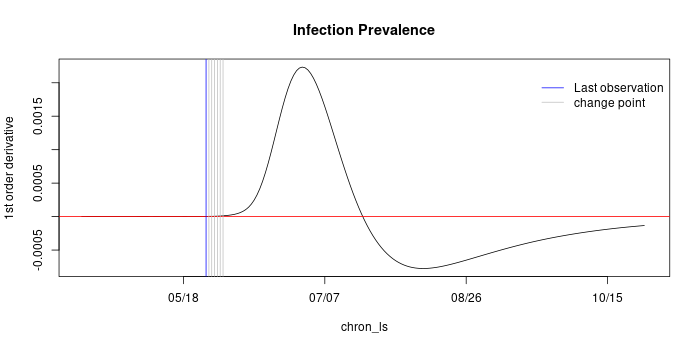 Infection Prevalence
Last observation
change point
1st order derivative
0.0015
0.0005
-0.0005
05/18
07/07
08/26
10/15
chron_ls